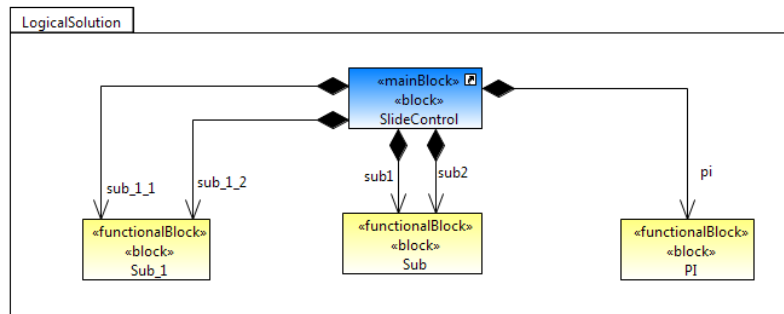 LogicalSolution
«mainBlock»
«block»
SlideControl
sub_1_1
sub_1_2
sub1
sub2
pi
«functionalBlock»
«block»
Sub_1
«functionalBlock»
«block»
Sub
«functionalBlock»
«block»
PI